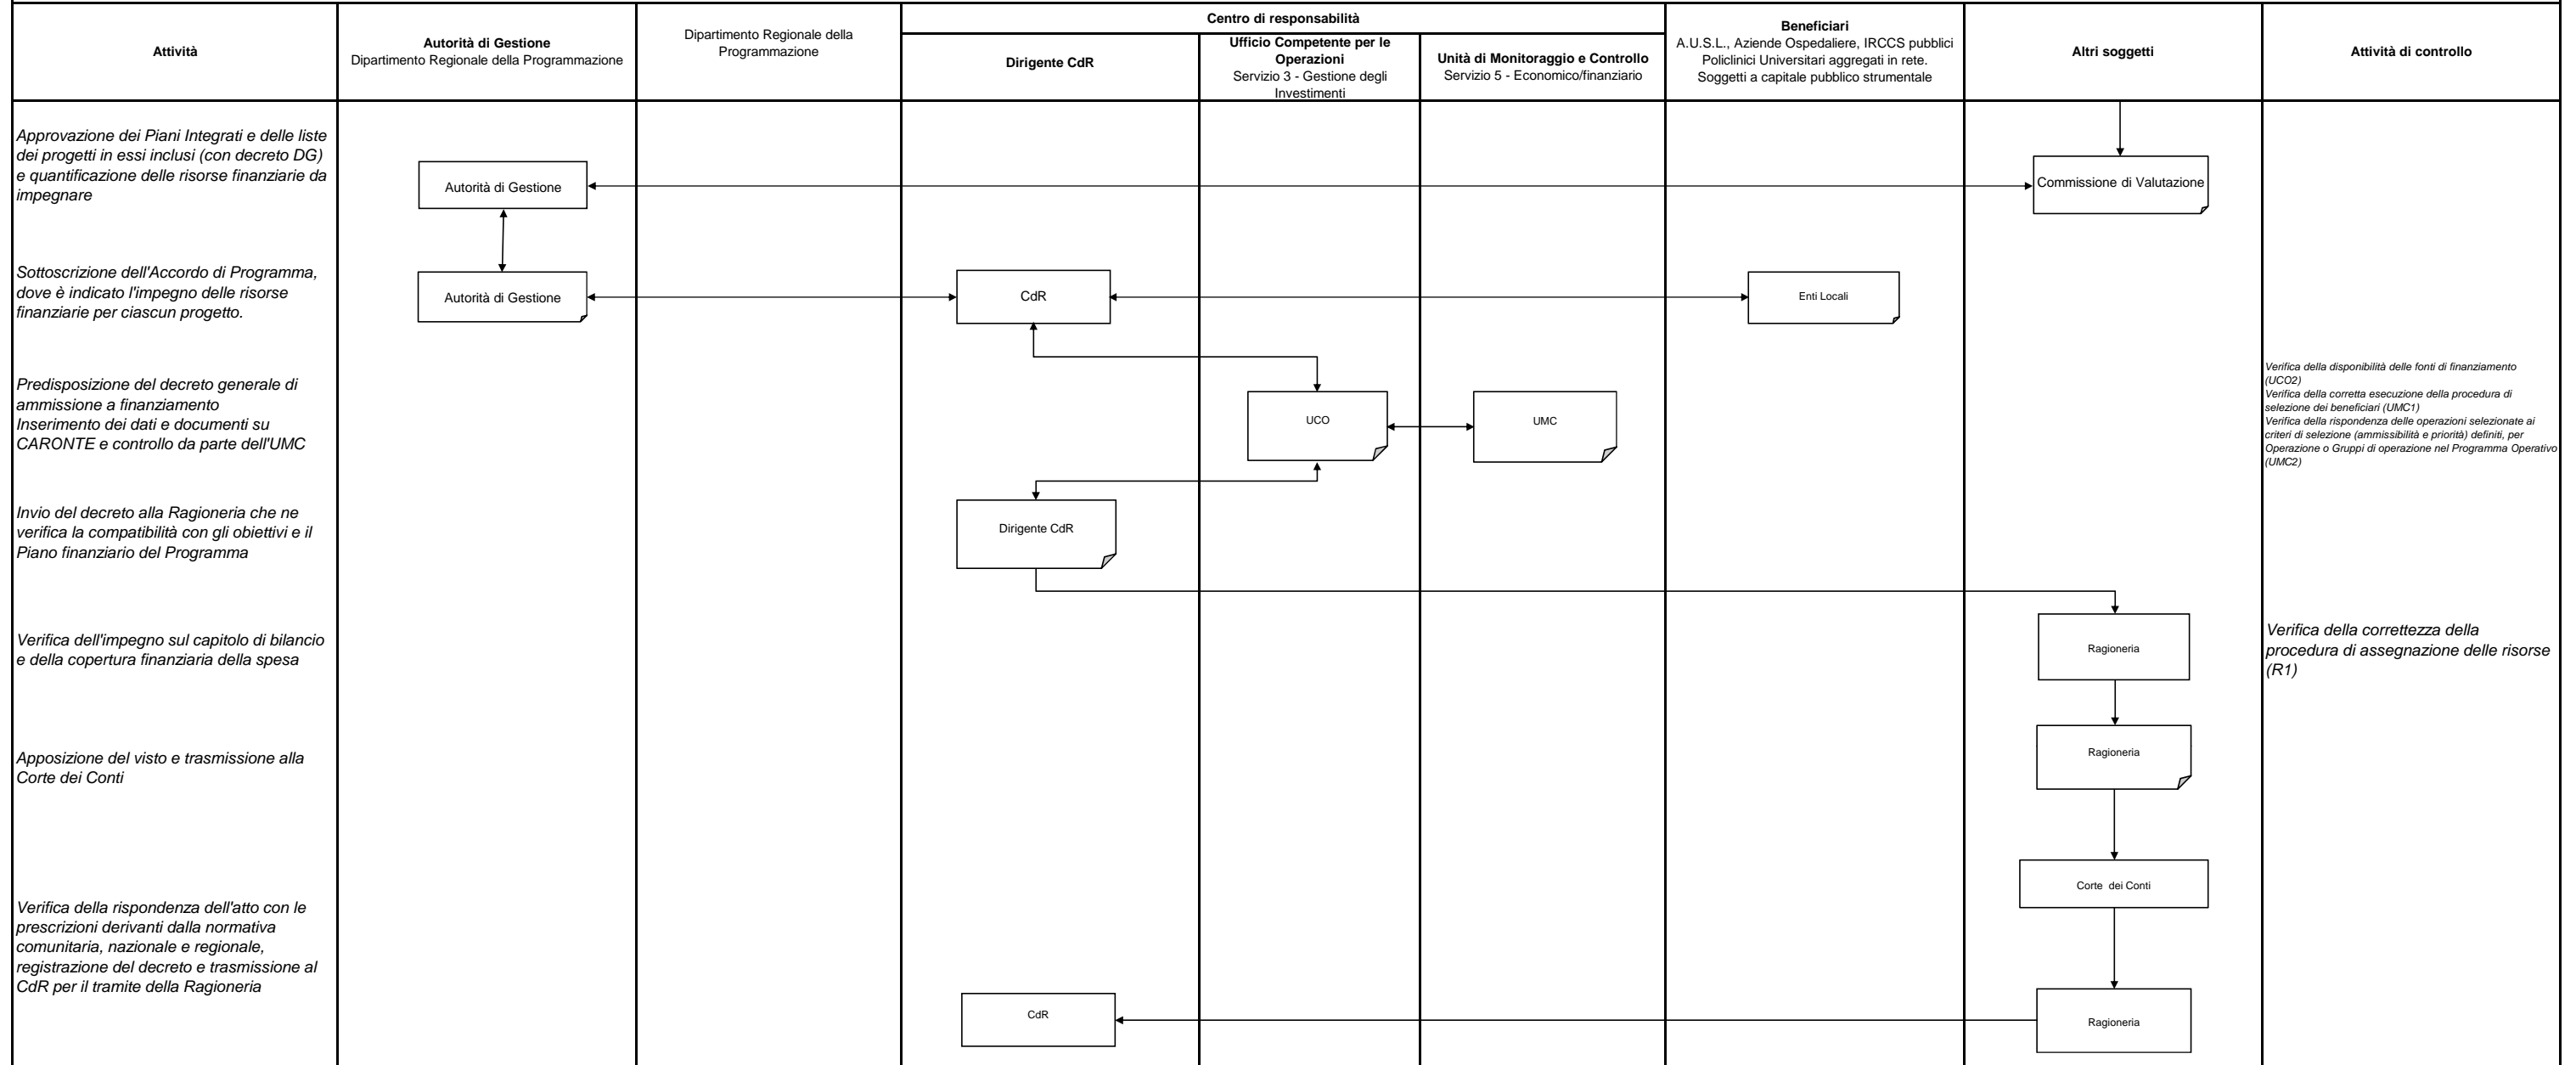 Attività
Autorità di Gestione
Dipartimento Regionale della Programmazione
Dipartimento Regionale della
Programmazione
Centro di responsabilità
Dirigente CdR
Ufficio Competente per le
Operazioni
Servizio 3 - Gestione degli
Investimenti
Unità di Monitoraggio e Controllo
Servizio 5 - Economico/finanziario
Beneficiari
A.U.S.L., Aziende Ospedaliere, IRCCS pubblici
Policlinici Universitari aggregati in rete.
Soggetti a capitale pubblico strumentale
Altri soggetti
Attività di controllo
Approvazione dei Piani Integrati e delle liste
dei progetti in essi inclusi (con decreto DG)
e quantificazione delle risorse finanziarie da
impegnare
Autorità di Gestione
Commissione di Valutazione
Sottoscrizione dell'Accordo di Programma,
dove è indicato l'impegno delle risorse
finanziarie per ciascun progetto.
Autorità di Gestione
CdR
Enti Locali
Predisposizione del decreto generale di
ammissione a finanziamento
Inserimento dei dati e documenti su
CARONTE e controllo da parte dell'UMC
UCO
UMC
Verifica della disponibilità delle fonti di finanziamento
(UCO2)
Verifica della corretta esecuzione della procedura di
selezione dei beneficiari (UMC1)
Verifica della rispondenza delle operazioni selezionate ai
criteri di selezione (ammissibilità e priorità) definiti, per
Operazione o Gruppi di operazione nel Programma Operativo
(UMC2)
Invio del decreto alla Ragioneria che ne
verifica la compatibilità con gli obiettivi e il
Piano finanziario del Programma
Dirigente CdR
Verifica dell'impegno sul capitolo di bilancio
e della copertura finanziaria della spesa
Ragioneria
Verifica della correttezza della
procedura di assegnazione delle risorse
(R1)
Apposizione del visto e trasmissione alla
Corte dei Conti
Ragioneria
Corte dei Conti
Verifica della rispondenza dell'atto con le
prescrizioni derivanti dalla normativa
comunitaria, nazionale e regionale,
registrazione del decreto e trasmissione al
CdR per il tramite della Ragioneria
CdR
Ragioneria